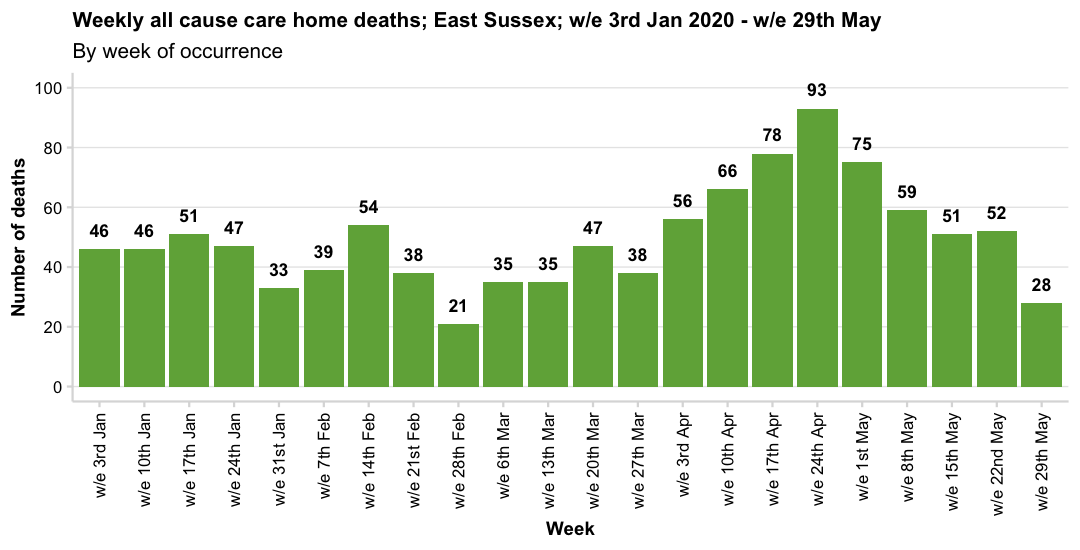 Weekly all cause care home deaths; East Sussex; w/e 3rd Jan 2020 - w/e 29th May
By week of occurrence
Number of deaths
100
80
60
40
20
0
46
46
51
47
33
39
54
38
21
35
35
47
38
56
66
78
93
75
59
51
52
28
w/e 3rd Jan
w/e 10th Jan
w/e 17th Jan
w/e 24th Jan
w/e 31st Jan
w/e 7th Feb
w/e 14th Feb
w/e 21st Feb
w/e 28th Feb
w/e 6th Mar
w/e 13th Mar
w/e 20th Mar
w/e 27th Mar
w/e 3rd Apr
w/e 10th Apr
w/e 17th Apr
w/e 24th Apr
w/e 1st May
w/e 8th May
w/e 15th May
w/e 22nd May
w/e 29th May
Week